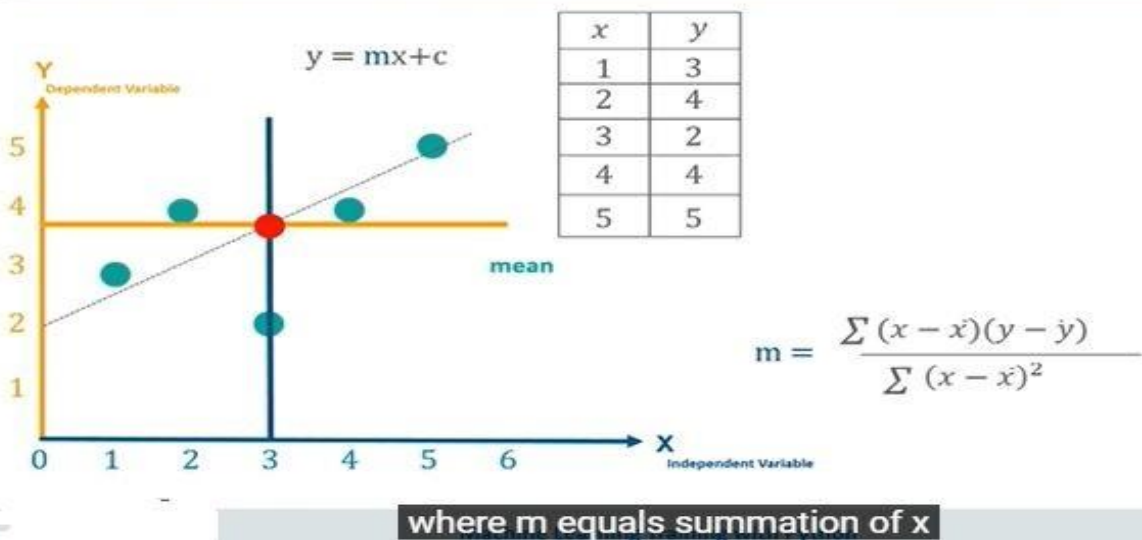 y = mx+c
x y
1 3
2 4
3 2
4 4
5 5
Y
Dependent Variable
5
4
3
2
1
mean
m = ∑ (x − ẋ)(y − ẏ)
∑ (x − ẋ)²
0 1 2 3 4 5 6
X
Independent Variable
where m equals summation of x